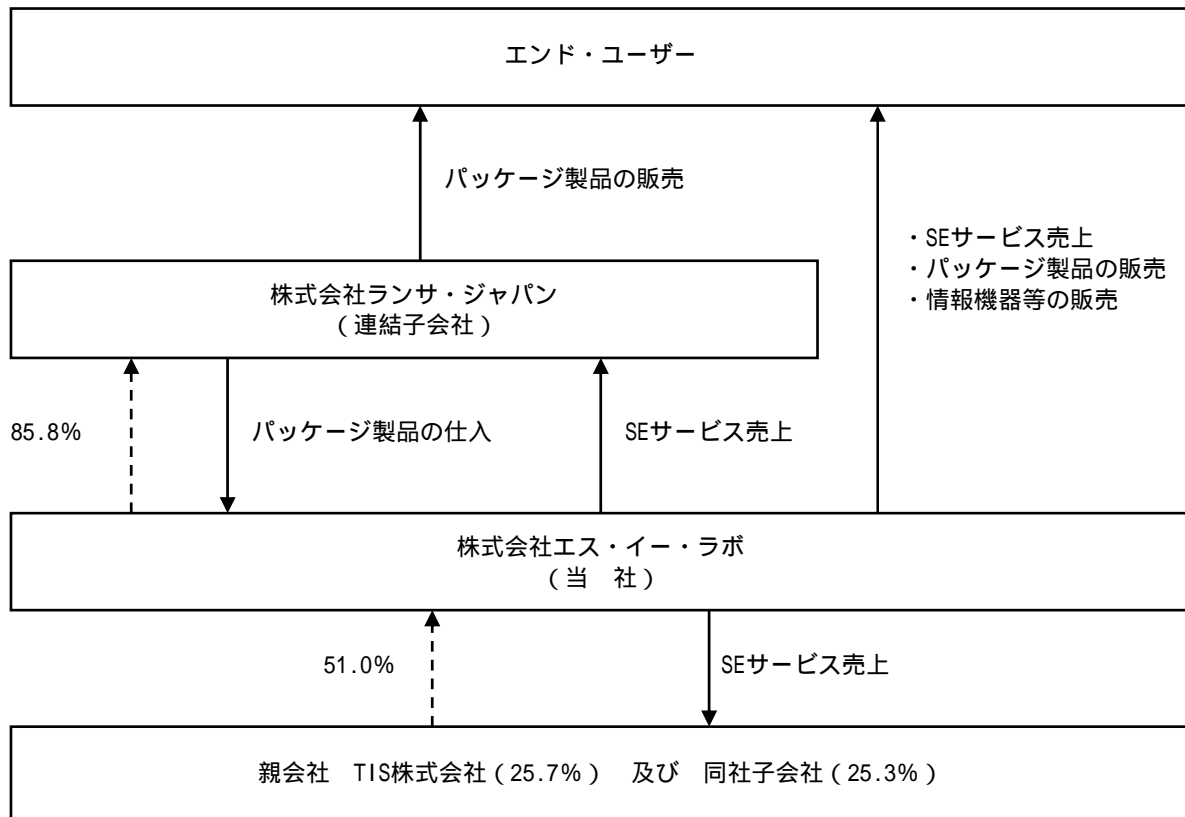 エンド・ユーザー
パッケージ製品の販売
・SEサービス売上
・パッケージ製品の販売
・情報機器等の販売
株式会社ランサ・ジャパン
(連結子会社)
85.8%
パッケージ製品の仕入
SEサービス売上
株式会社エス・イー・ラボ
(当　社)
51.0%
SEサービス売上
親会社　TIS株式会社(25.7%)　及び　同社子会社(25.3%)